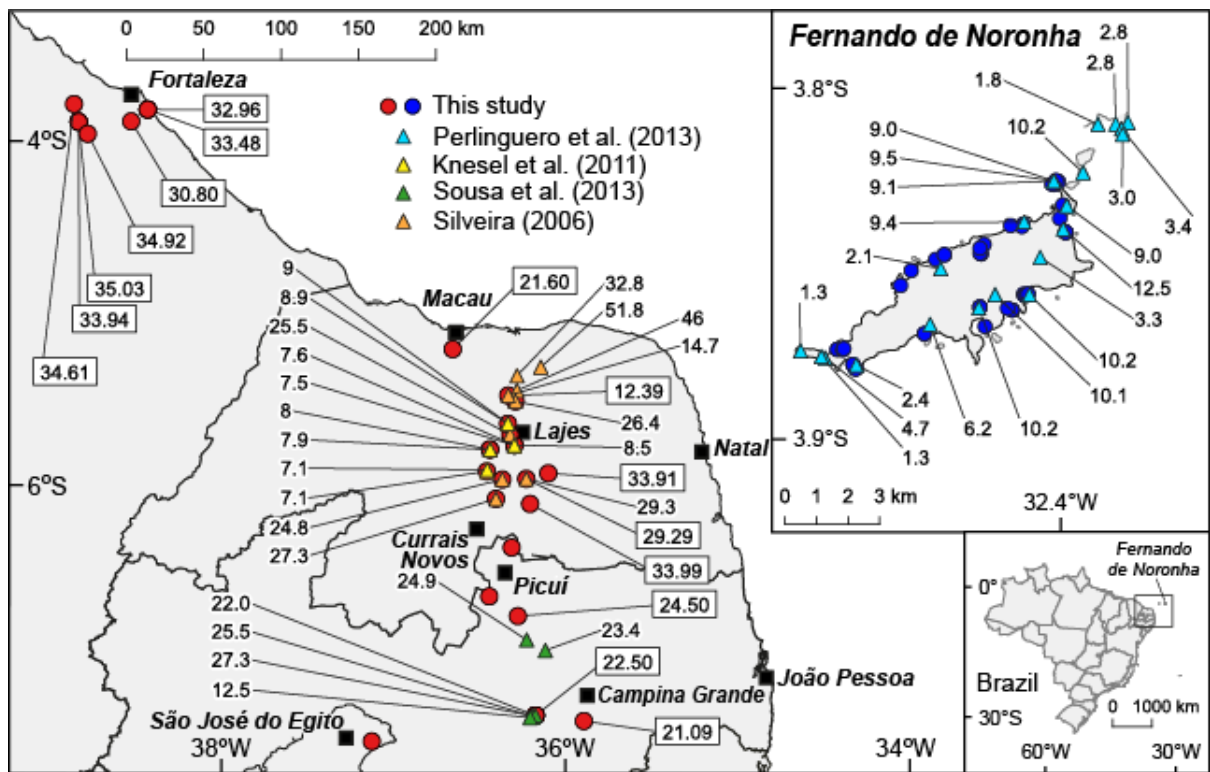 0 50 100 200 km
Fortaleza
4ºS
32.96
33.48
30.80
34.92
35.03
33.94
34.61
This study
Perlinguero et al. (2013)
Knesel et al. (2011)
Sousa et al. (2013)
Silveira (2006)
9
8.9
25.5
7.6
7.5
8
7.9
7.1
7.1
24.8
27.3
Macau
21.60
32.8
51.8
46
14.7
12.39
26.4
Lajes
8:5
Natal
33.91
29.3
29.29
33.99
6ºS
Currais
Novos
Picuí
24.9
24.50
23.4
22.50
22.0
25.5
27.3
12.5
Campina Grande
João Pessoa
São José do Egito
21.09
38ºW
36ºW
34ºW
Fernando de Noronha
3.8ºS
2.8
2.8
1.8
10.2
9.0
9.5
9.1
9.4
2.1
1.3
3.0
3.4
9.0
12.5
3.3
10.2
10.1
10.2
6.2
2.4
4.7
1.3
3.9ºS
0 1 2 3 km
32.4ºW
Fernando
de Noronha
0º
Brazil
0 1000 km
30ºS
60ºW
30ºW